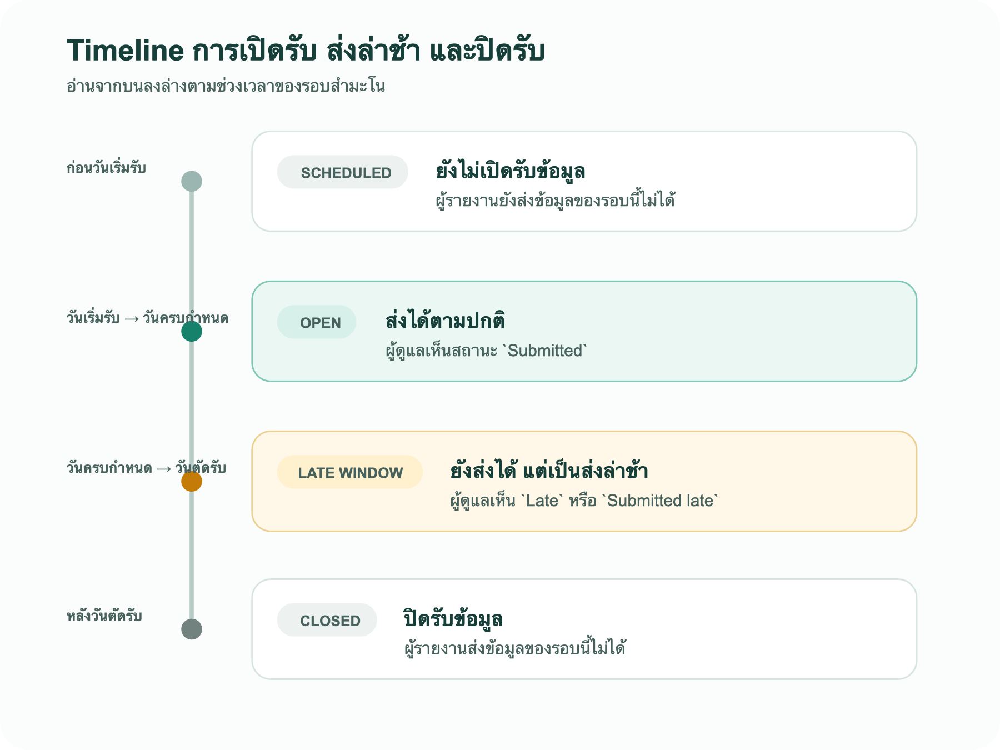 Timeline การเปิดรับ ส่งล่าช้า และปิดรับ
อ่านจากบนลงล่างตามช่วงเวลาของรอบสำมะโน
ก่อนวันเริ่มรับ
SCHEDULED
ยังไม่เปิดรับข้อมูล
ผู้รายงานยังส่งข้อมูลของรอบนี้ไม่ได้
วันเริ่มรับ → วันครบกำหนด
OPEN
ส่งได้ตามปกติ
ผู้ดูแลเห็นสถานะ `Submitted`
วันครบกำหนด → วันตัดรับ
LATE WINDOW
ยังส่งได้ แต่เป็นส่งล่าช้า
ผู้ดูแลเห็น `Late` หรือ `Submitted late`
หลังวันตัดรับ
CLOSED
ปิดรับข้อมูล
ผู้รายงานส่งข้อมูลของรอบนี้ไม่ได้